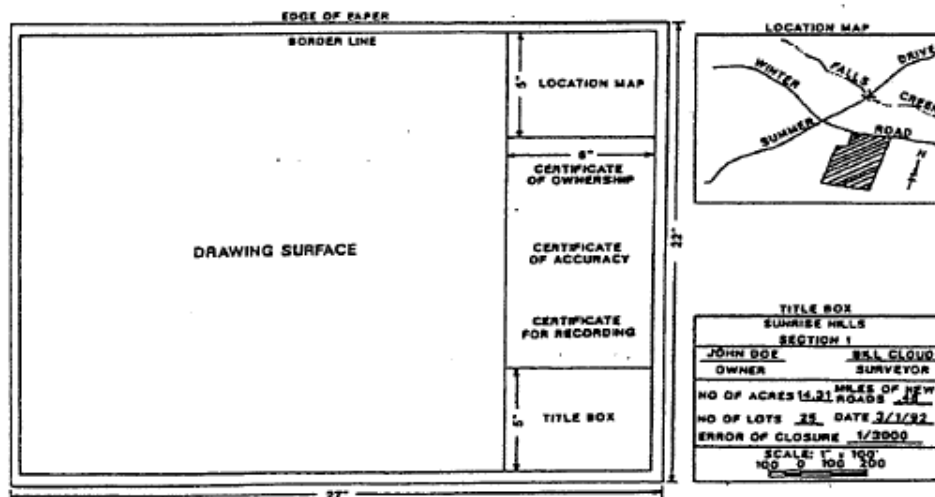 EDGE OF PAPER
BORDER LINE
5"
LOCATION MAP
6"
CERTIFICATE
OF OWNERSHIP
DRAWING SURFACE
CERTIFICATE
OF ACCURACY
CERTIFICATE
FOR RECORDING
5"
TITLE BOX
22"
27"
LOCATION MAP
WINTER
FALLS
DRIVE
CREEK
SUMMER
ROAD
N
TITLE BOX
SUNRISE HILLS
SECTION 1
JOHN DOE BILL CLOUD
OWNER SURVEYOR
NO OF ACRES 14.31 MILES OF NEW
ROADS
NO OF LOTS 25 DATE 3/1/92
ERROR OF CLOSURE 1/3000
SCALE: 1" = 100'
100 0 100 200